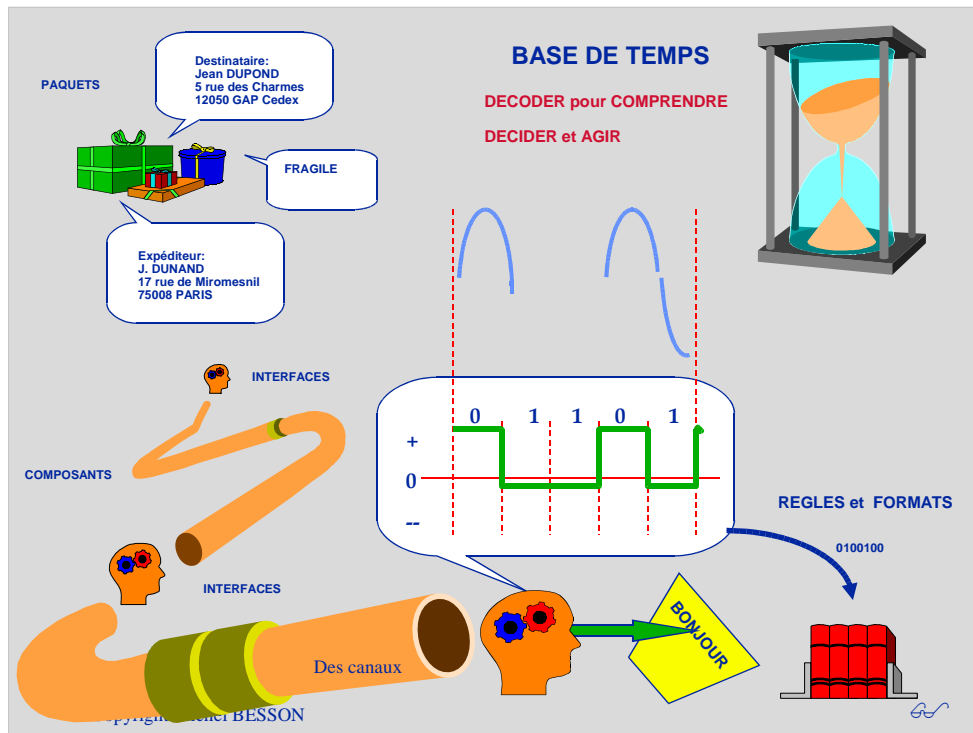 BASE DE TEMPS
DECODER pour COMPRENDRE
DECIDER et AGIR
PAQUETS
Destinataire:
Jean DUPOND
5 rue des Charmes
12050 GAP Cedex
FRAGILE
Expéditeur:
J. DUNAND
17 rue de Miromesnil
75008 PARIS
INTERFACES
COMPOSANTS
0 1 1 0 1
+
0
--
REGLES et FORMATS
0100100
INTERFACES
BONJOUR
Des canaux
BESSON